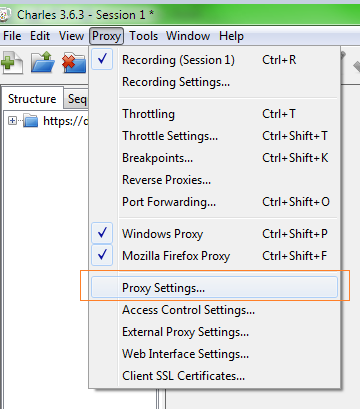 Charles 3.6.3 - Session 1 *
File Edit View Proxy Tools Window Help
Recording (Session 1) Ctrl+R
Recording Settings...
Structure Seq
https://
Throttling Ctrl+T
Throttle Settings... Ctrl+Shift+T
Breakpoints... Ctrl+Shift+K
Reverse Proxies...
Port Forwarding... Ctrl+Shift+O
Windows Proxy Ctrl+Shift+P
Mozilla Firefox Proxy Ctrl+Shift+F
Proxy Settings...
Access Control Settings...
External Proxy Settings...
Web Interface Settings...
Client SSL Certificates...